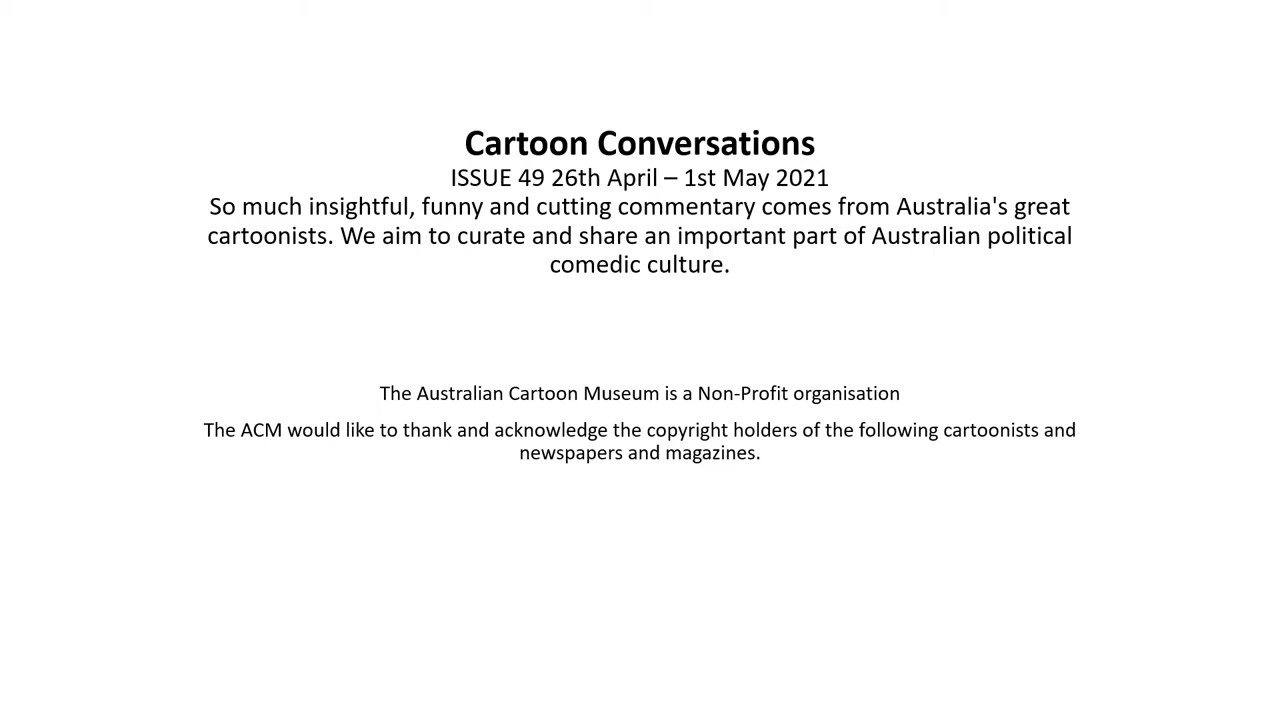 Cartoon Conversations
ISSUE 49 26th April – 1st May 2021
So much insightful, funny and cutting commentary comes from Australia's great
cartoonists. We aim to curate and share an important part of Australian political
comedic culture.
The Australian Cartoon Museum is a Non-Profit organisation
The ACM would like to thank and acknowledge the copyright holders of the following cartoonists and
newspapers and magazines.